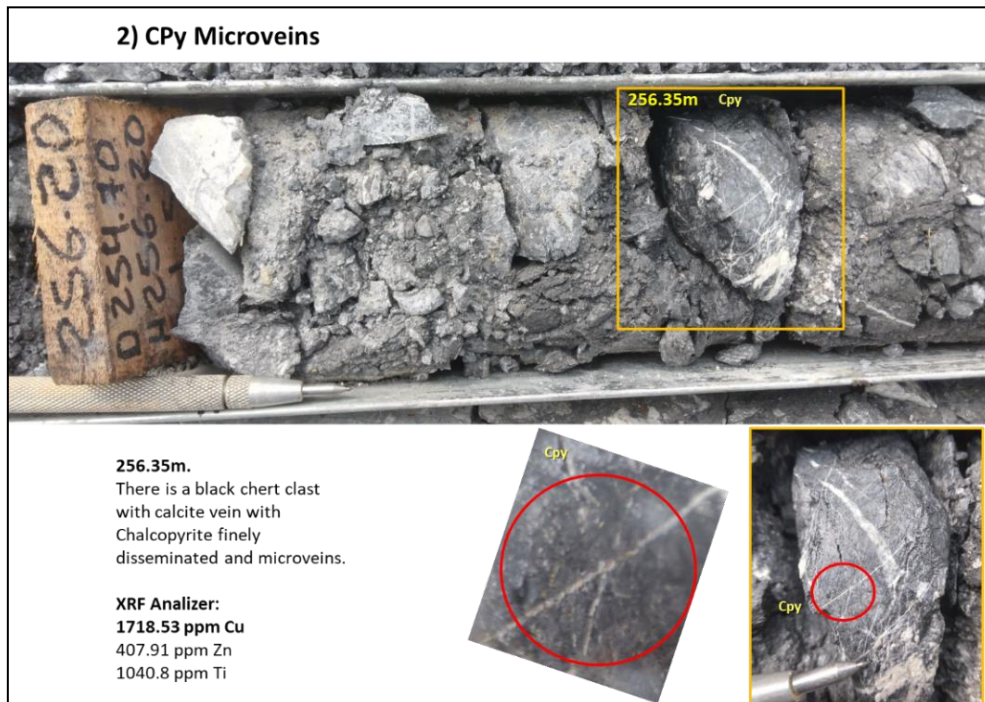 2) CPy Microveins
256.20
D 254.70
H 256.20
256.35m Cpy
256.35m.
There is a black chert clast
with calcite vein with
Chalcopyrite finely
disseminated and microveins.
XRF Analizer:
1718.53 ppm Cu
407.91 ppm Zn
1040.8 ppm Ti
Cpy
Cpy